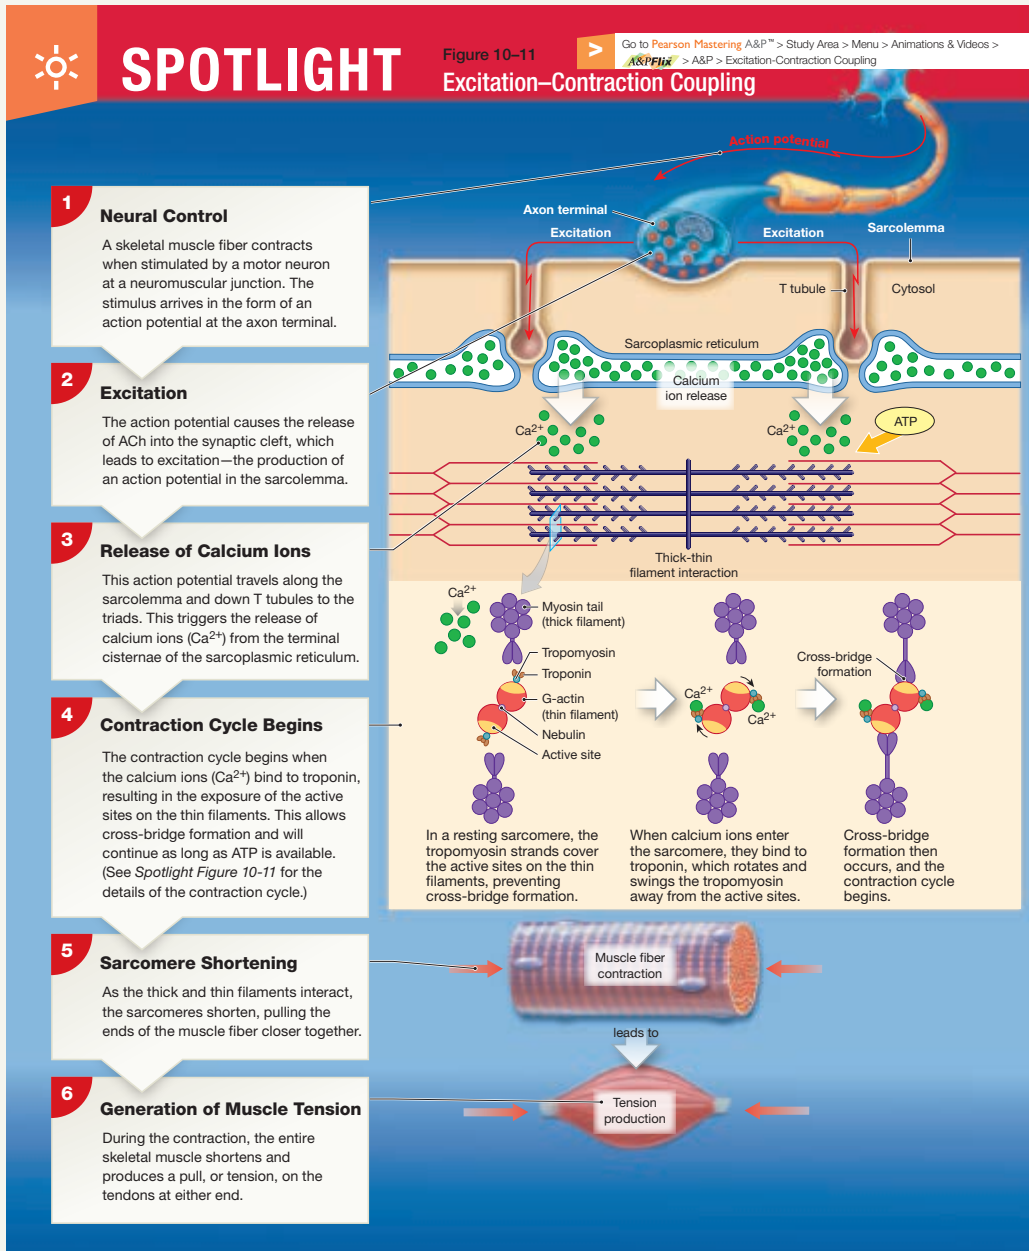 SPOTLIGHT
Figure 10–11
Excitation–Contraction Coupling
>
Go to Pearson Mastering A&P™ > Study Area > Menu > Animations & Videos >
A&PFlix > A&P > Excitation-Contraction Coupling
Action potential
1
Neural Control
A skeletal muscle fiber contracts
when stimulated by a motor neuron
at a neuromuscular junction. The
stimulus arrives in the form of an
action potential at the axon terminal.
2
Excitation
The action potential causes the release
of ACh into the synaptic cleft, which
leads to excitation—the production of
an action potential in the sarcolemma.
3
Release of Calcium Ions
This action potential travels along the
sarcolemma and down T tubules to the
triads. This triggers the release of
calcium ions (Ca²⁺) from the terminal
cisternae of the sarcoplasmic reticulum.
4
Contraction Cycle Begins
The contraction cycle begins when
the calcium ions (Ca²⁺) bind to troponin,
resulting in the exposure of the active
sites on the thin filaments. This allows
cross-bridge formation and will
continue as long as ATP is available.
(See Spotlight Figure 10-11 for the
details of the contraction cycle.)
5
Sarcomere Shortening
As the thick and thin filaments interact,
the sarcomeres shorten, pulling the
ends of the muscle fiber closer together.
6
Generation of Muscle Tension
During the contraction, the entire
skeletal muscle shortens and
produces a pull, or tension, on the
tendons at either end.
Axon terminal
Excitation
Excitation
Sarcolemma
T tubule
Cytosol
Sarcoplasmic reticulum
Calcium
ion release
Ca²⁺
Ca²⁺
ATP
Thick-thin
filament interaction
Ca²⁺
Myosin tail
(thick filament)
Tropomyosin
Troponin
G-actin
(thin filament)
Nebulin
Active site
Ca²⁺
Ca²⁺
Cross-bridge
formation
In a resting sarcomere, the
tropomyosin strands cover
the active sites on the thin
filaments, preventing
cross-bridge formation.
When calcium ions enter
the sarcomere, they bind to
troponin, which rotates and
swings the tropomyosin
away from the active sites.
Cross-bridge
formation then
occurs, and the
contraction cycle
begins.
Muscle fiber
contraction
leads to
Tension
production